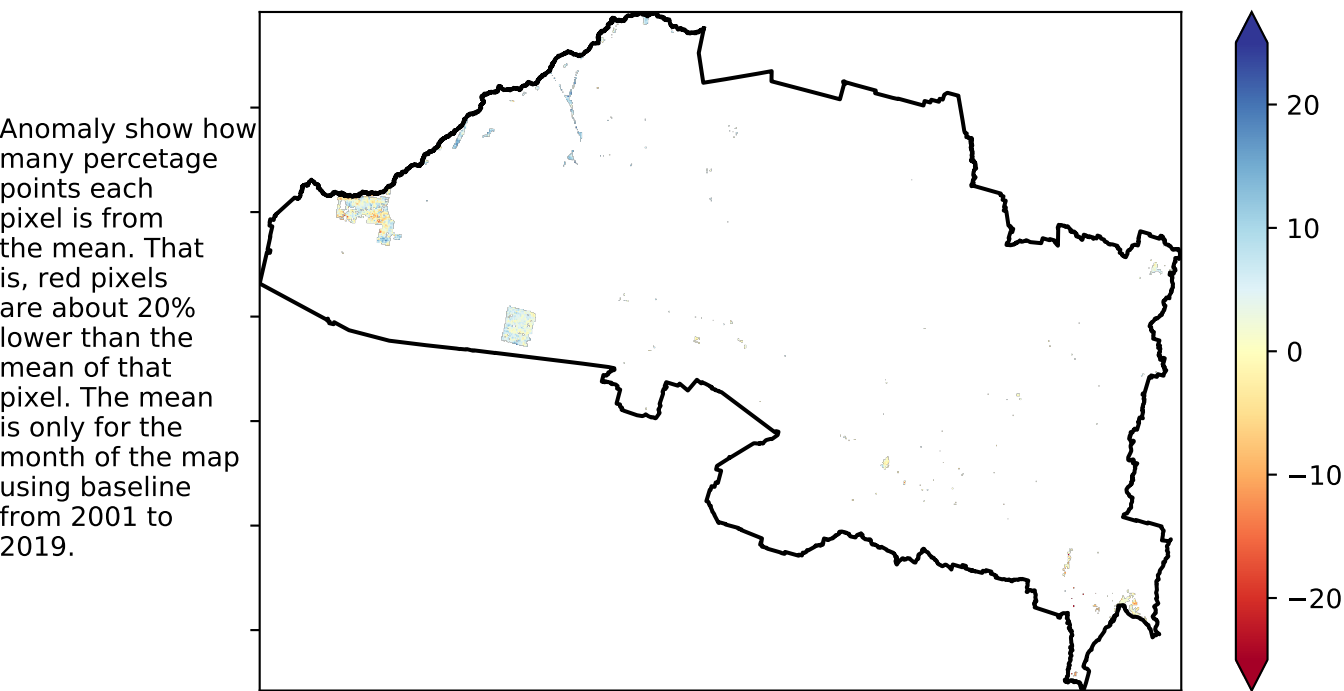 Anomaly show how
many percetage
points each
pixel is from
the mean. That
is, red pixels
are about 20%
lower than the
mean of that
pixel. The mean
is only for the
month of the map
using baseline
from 2001 to
2019.
20
10
0
−10
−20